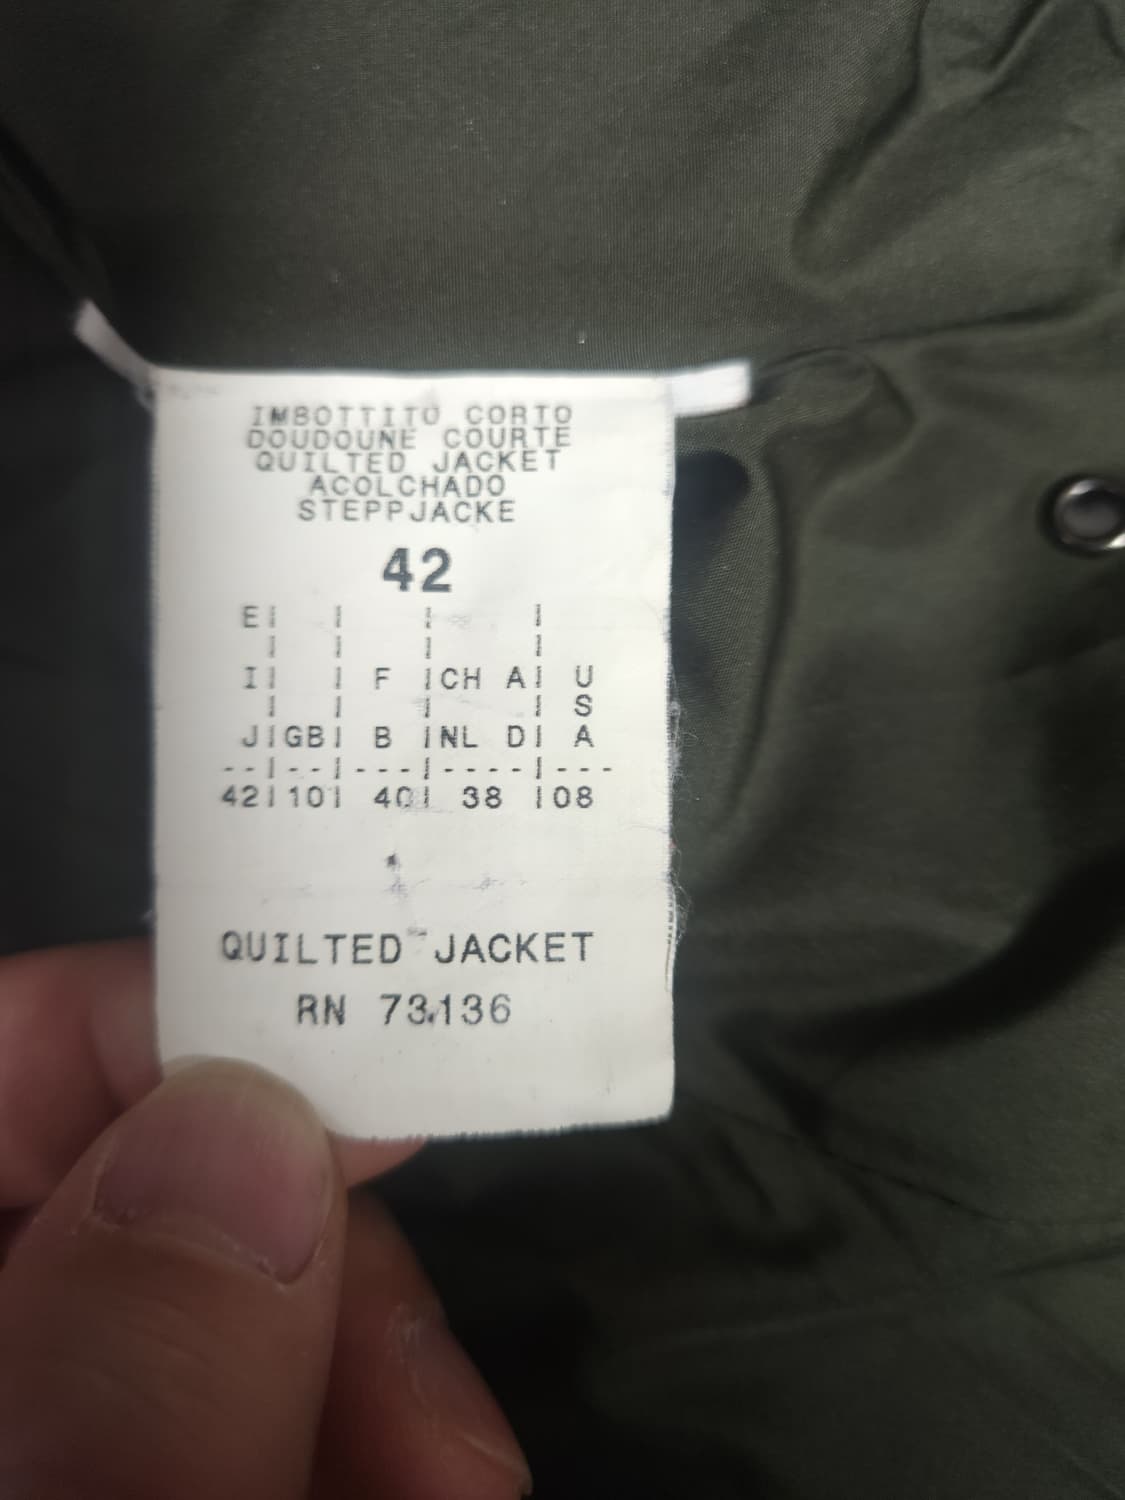 IMBOTTITO CORTO
DOUDOUNE COURTE
QUILTED JACKET
ACOLCHADO
STEPPJACKE
42
E| | | |
| | | |
I| | F |CH A| U
| | | | S
J|GB| B |NL D| A
--|--|---|----|---
42|10| 40| 38 |08
QUILTED JACKET
RN 73136